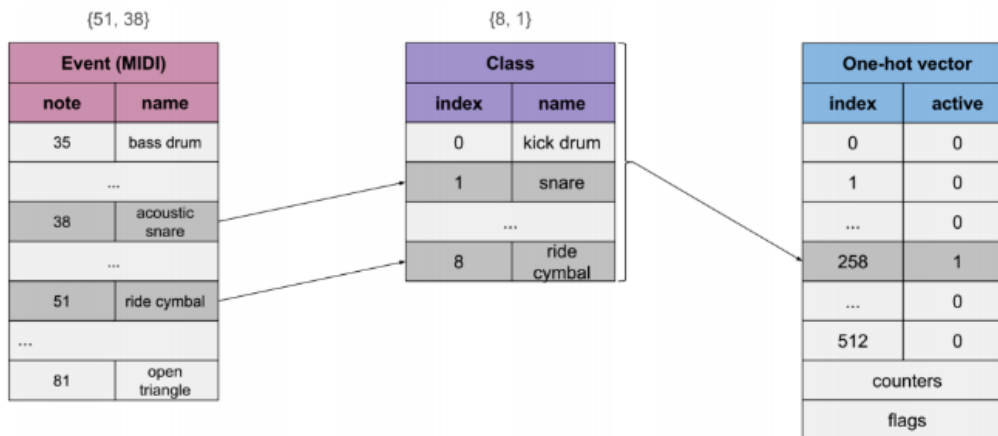 {51, 38}
{8, 1}
Event (MIDI)
note name
35 bass drum
...
38 acoustic
snare
...
51 ride cymbal
...
81 open
triangle
Class
index name
0 kick drum
1 snare
...
8 ride
cymbal
One-hot vector
index active
0 0
1 0
... 0
258 1
... 0
512 0
counters
flags